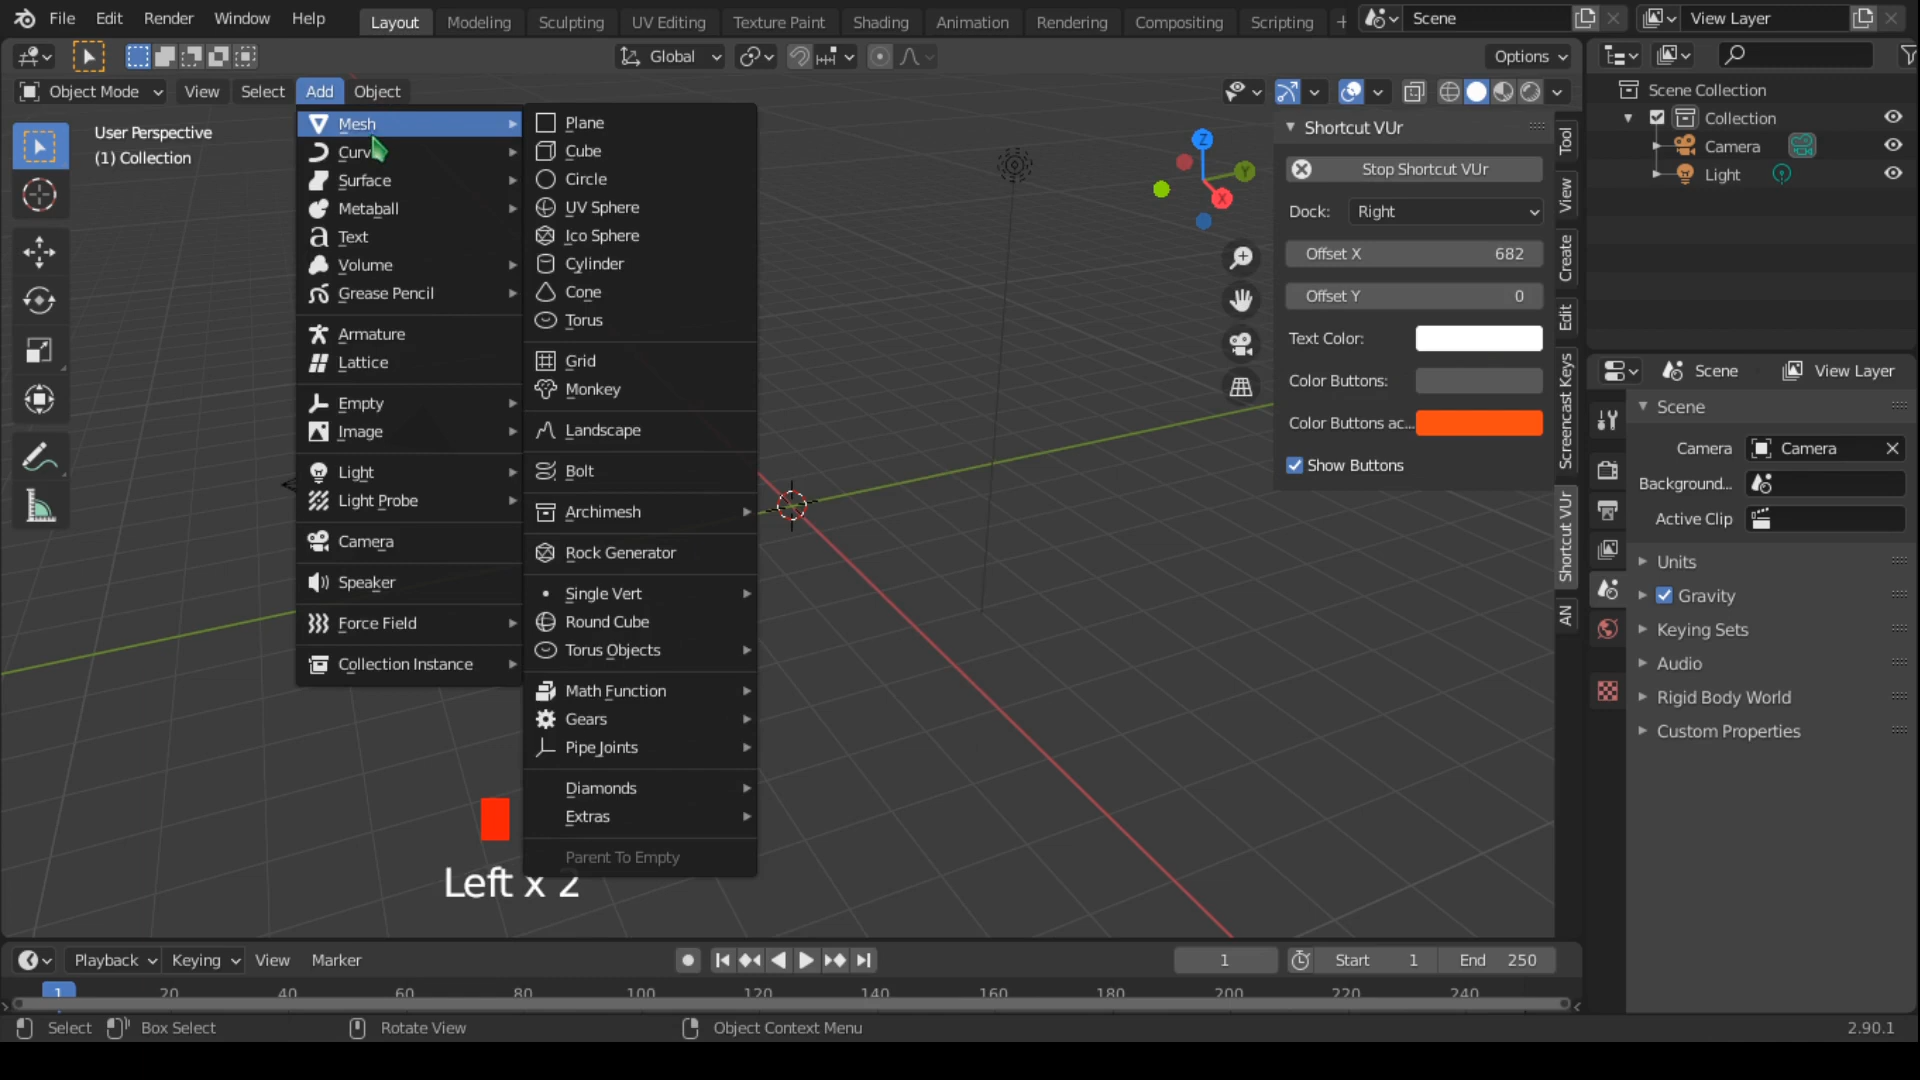 File Edit Render Window Help Layout Modeling Sculpting UV Editing Texture Paint Shading Animation Rendering Compositing Scripting + Scene View Layer
Global Options
Object Mode View Select Add Object
User Perspective
(1) Collection
Mesh
Curv
Surface
Metaball
Text
Volume
Grease Pencil
Armature
Lattice
Empty
Image
Light
Light Probe
Camera
Speaker
Force Field
Collection Instance
Plane
Cube
Circle
UV Sphere
Ico Sphere
Cylinder
Cone
Torus
Grid
Monkey
Landscape
Bolt
Archimesh
Rock Generator
Single Vert
Round Cube
Torus Objects
Math Function
Gears
Pipe Joints
Diamonds
Extras
Parent To Empty
Left x 2
Z
Y
X
Shortcut VUr
Stop Shortcut VUr
Dock: Right
Offset X 682
Offset Y 0
Text Color:
Color Buttons:
Color Buttons ac...
Show Buttons
Tool
View
Create
Edit
Screencast Keys
Shortcut VUr
AN
Scene Collection
Collection
Camera
Light
Scene View Layer
Scene
Camera Camera
Background...
Active Clip
Units
Gravity
Keying Sets
Audio
Rigid Body World
Custom Properties
Playback Keying View Marker 1 Start 1 End 250
1 20 40 60 80 100 120 140 160 180 200 220 240
Select Box Select Rotate View Object Context Menu 2.90.1